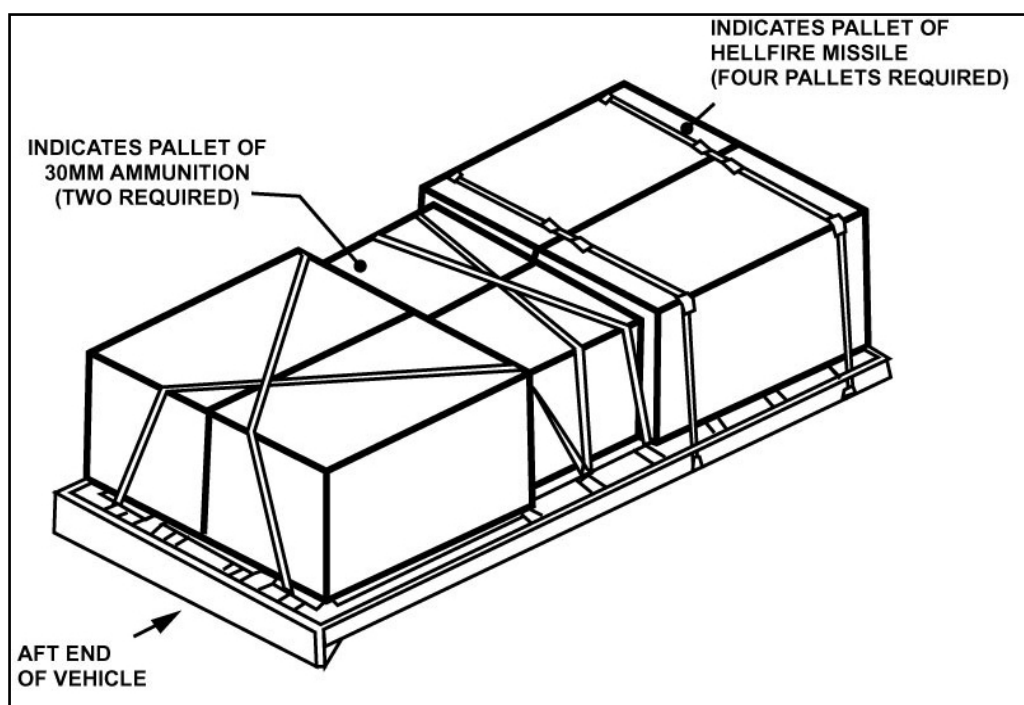 INDICATES PALLET OF
HELLFIRE MISSILE
(FOUR PALLETS REQUIRED)
INDICATES PALLET OF
30MM AMMUNITION
(TWO REQUIRED)
AFT END
OF VEHICLE